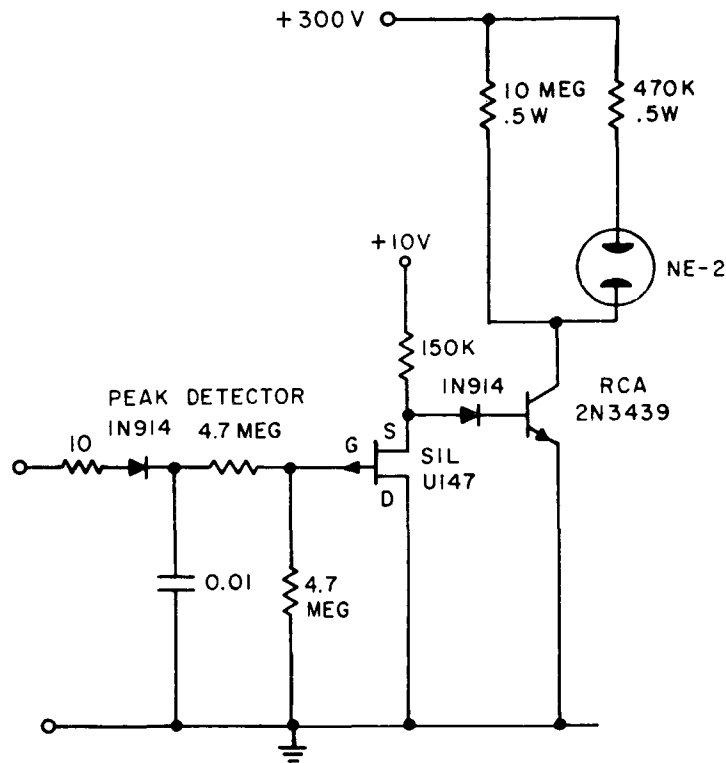 +300V
10 MEG
.5W
470K
.5W
NE-2
+10V
150K
1N914
RCA
2N3439
PEAK DETECTOR
1N914
4.7 MEG
10
G
S
D
SIL
U147
0.01
4.7
MEG